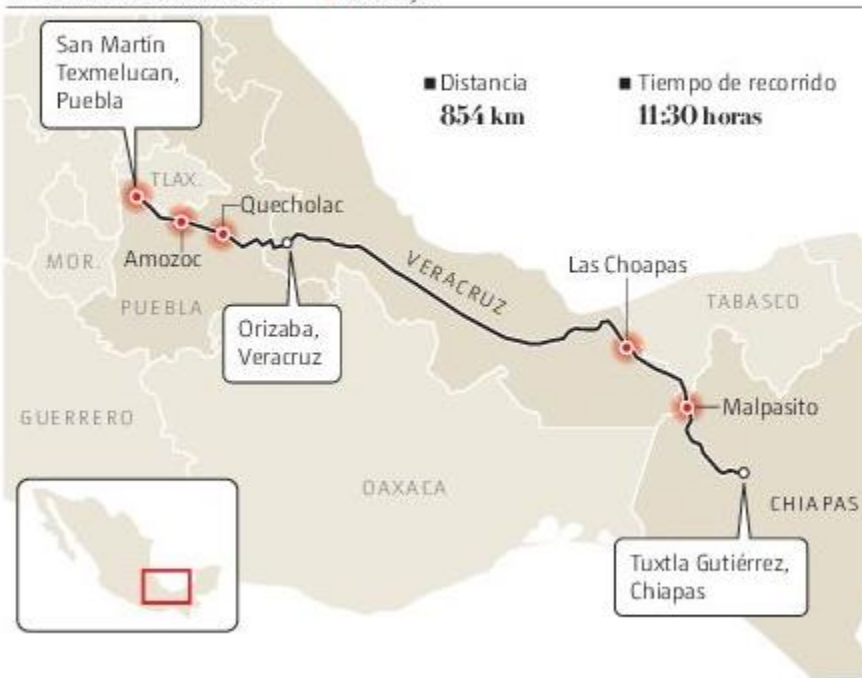 San Martín
Texmelucan,
Puebla
■ Distancia
854 km
■ Tiempo de recorrido
11:30 horas
TLAX.
Quecholac
MOR.
Amozoc
PUEBLA
VERACRUZ
Las Choapas
TABASCO
Orizaba,
Veracruz
GUERRERO
Malpasito
OAXACA
CHIAPAS
Tuxtla Gutiérrez,
Chiapas